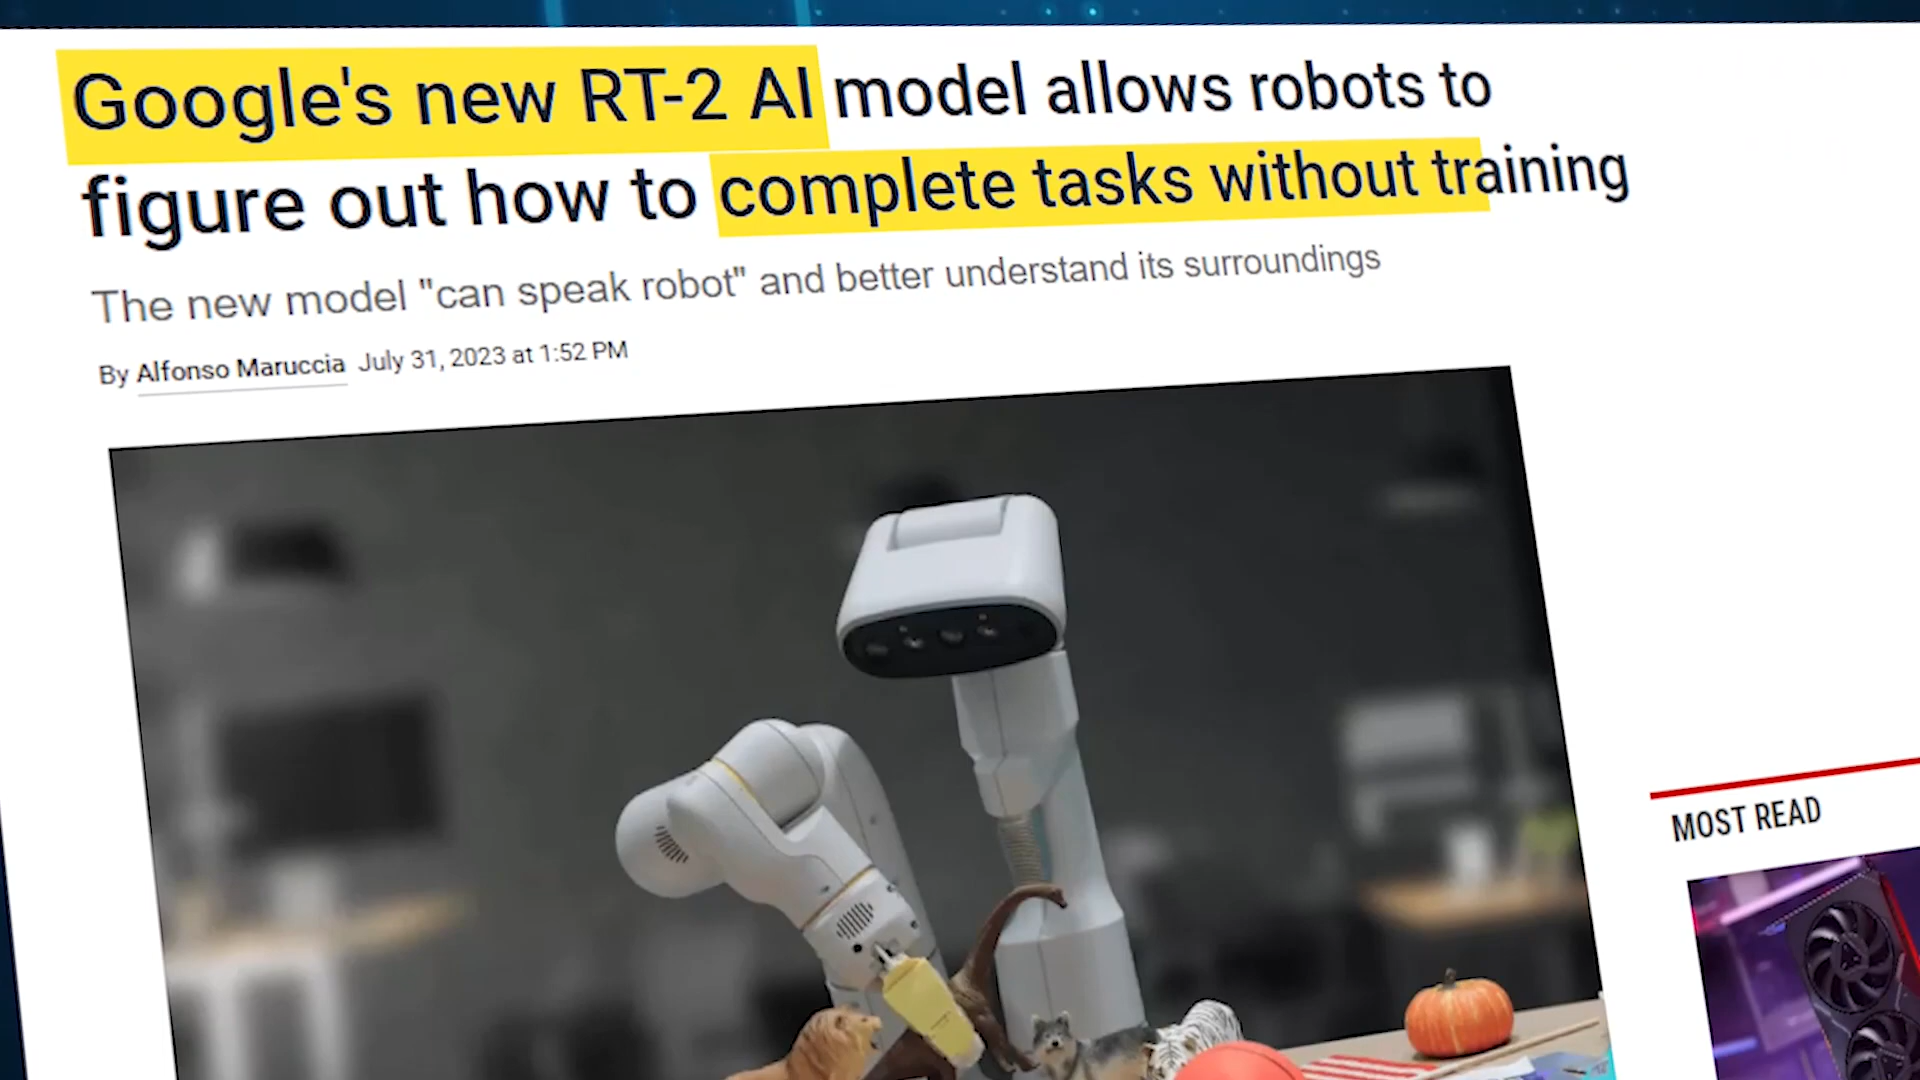 Google's new RT-2 AI model allows robots to
figure out how to complete tasks without training
The new model "can speak robot" and better understand its surroundings
By Alfonso Maruccia July 31, 2023 at 1:52 PM
MOST READ